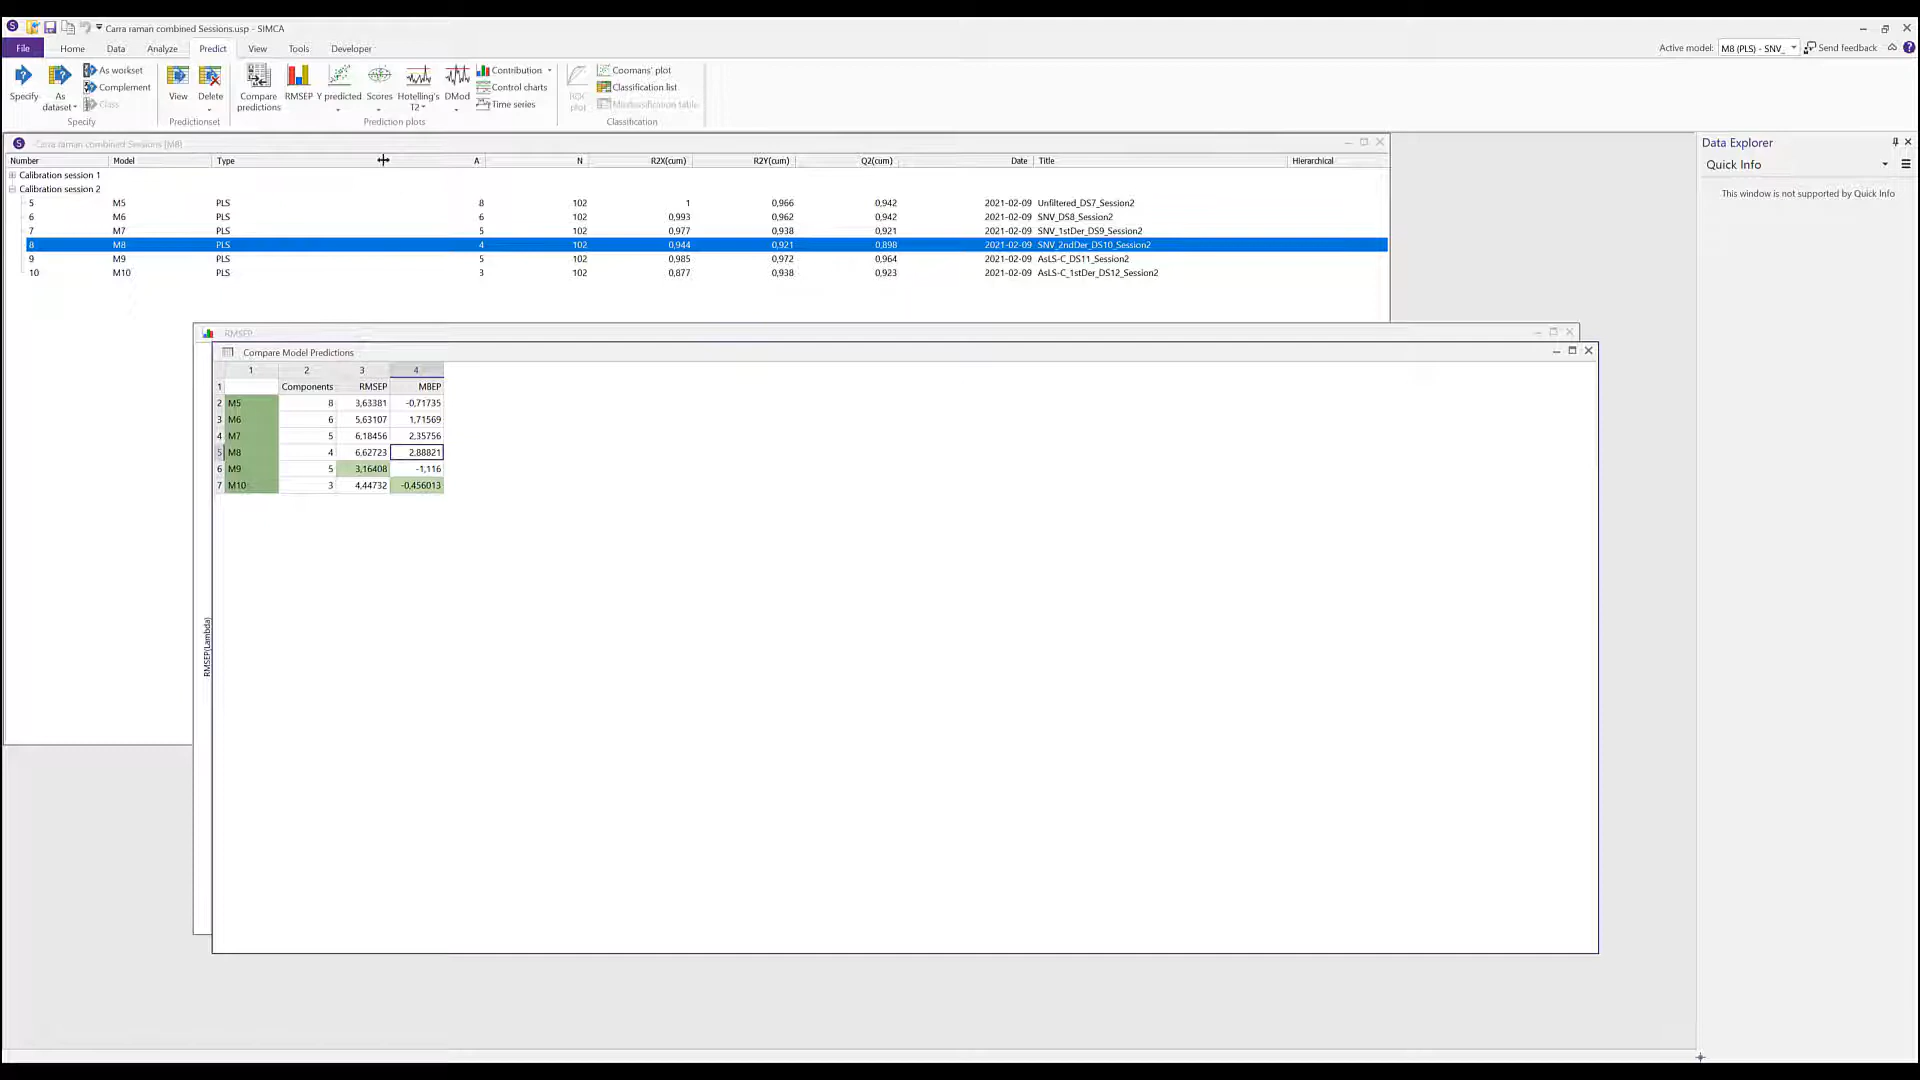 Carra raman combined Sessions.usp - SIMCA
File Home Data Analyze Predict View Tools Developer
Active model: M8 (PLS) - SNV_ Send feedback
Specify As dataset As workset Complement Class
Specify
View Delete
Predictionset
Compare predictions RMSEP Y predicted Scores Hotelling's T2 DMod Contribution Control charts Time series
Prediction plots
Coomans' plot Classification list Misclassification table
Classification
Carra raman combined Sessions [M8]
Number Model Type A N R2X(cum) R2Y(cum) Q2(cum) Date Title Hierarchical
Calibration session 1
Calibration session 2
5 M5 PLS 8 102 1 0,966 0,942 2021-02-09 Unfiltered_DS7_Session2
6 M6 PLS 6 102 0,993 0,962 0,942 2021-02-09 SNV_DS8_Session2
7 M7 PLS 5 102 0,977 0,938 0,921 2021-02-09 SNV_1stDer_DS9_Session2
8 M8 PLS 4 102 0,944 0,921 0,898 2021-02-09 SNV_2ndDer_DS10_Session2
9 M9 PLS 5 102 0,985 0,972 0,964 2021-02-09 AsLS-C_DS11_Session2
10 M10 PLS 3 102 0,877 0,938 0,923 2021-02-09 AsLS-C_1stDer_DS12_Session2
Data Explorer
Quick Info
This window is not supported by Quick Info
RMSEP
RMSEP(Lambda)
Compare Model Predictions
1 2 3 4
1 Components RMSEP MBEP
2 M5 8 3,63381 -0,71735
3 M6 6 5,63107 1,71569
4 M7 5 6,18456 2,35756
5 M8 4 6,62723 2,88821
6 M9 5 3,16408 -1,116
7 M10 3 4,44732 -0,456013